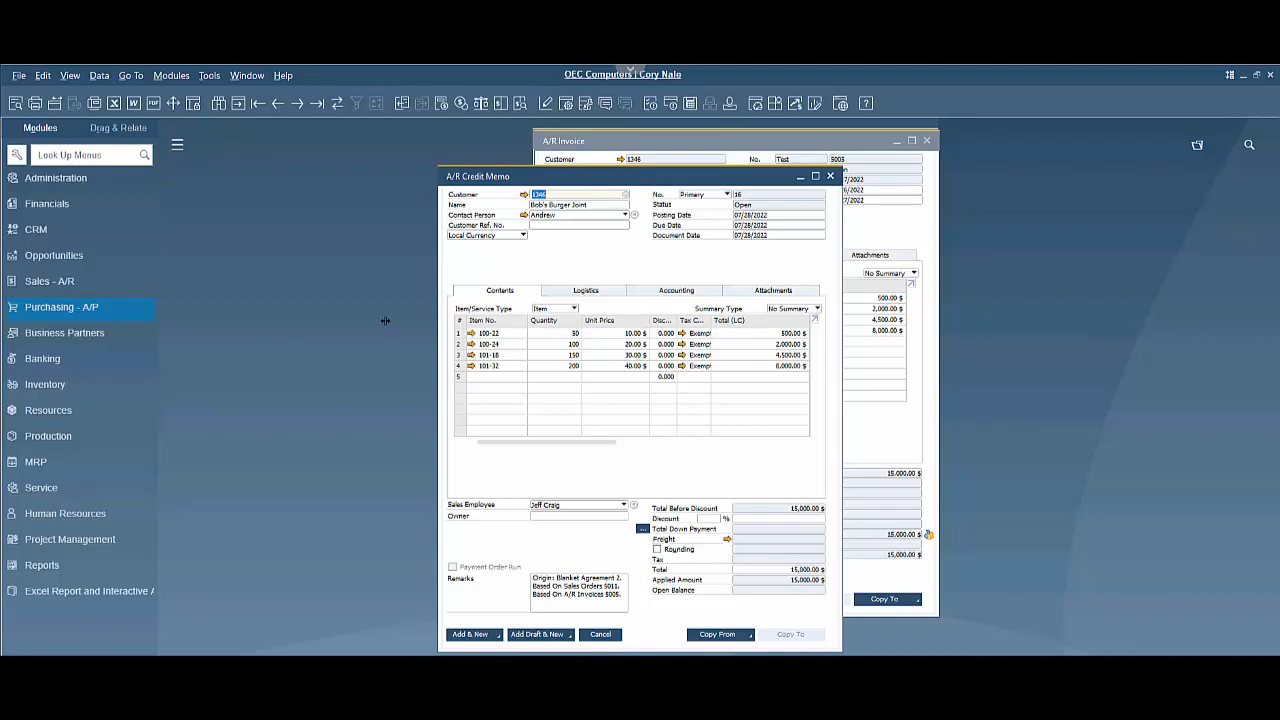 File Edit View Data Go To Modules Tools Window Help
OEC Computors | Cory Nale
Modules
Drag & Relate
Look Up Menus
Administration
Financials
CRM
Opportunities
Sales - A/R
Purchasing - A/P
Business Partners
Banking
Inventory
Resources
Production
MRP
Service
Human Resources
Project Management
Reports
Excel Report and Interactive A
A/R Invoice
Customer 1346 No. Test 5005
Attachments
No Summary
500.00 $
2,000.00 $
4,500.00 $
8,000.00 $
15,000.00 $
15,000.00 $
15,000.00 $
Copy To
A/R Credit Memo
Customer 1346
Name Bob's Burger Joint
Contact Person Andrew
Customer Ref. No.
Local Currency
No. Primary 16
Status Open
Posting Date 07/28/2022
Due Date 07/28/2022
Document Date 07/28/2022
Contents Logistics Accounting Attachments
Item/Service Type Item Summary Type No Summary
# Item No. Quantity Unit Price Disc... Tax C... Total (LC)
1 100-22 50 10.00 $ 0.000 Exempt 500.00 $
2 100-24 100 20.00 $ 0.000 Exempt 2,000.00 $
3 101-18 150 30.00 $ 0.000 Exempt 4,500.00 $
4 101-32 200 40.00 $ 0.000 Exempt 8,000.00 $
5 0.000
Sales Employee Jeff Craig
Owner
Total Before Discount 15,000.00 $
Discount %
Total Down Payment
Freight
Rounding
Tax
Total 15,000.00 $
Applied Amount 15,000.00 $
Open Balance
Payment Order Run
Remarks
Origin: Blanket Agreement 2.
Based On Sales Orders 5011.
Based On A/R Invoices 5005.
Add & New Add Draft & New Cancel Copy From Copy To